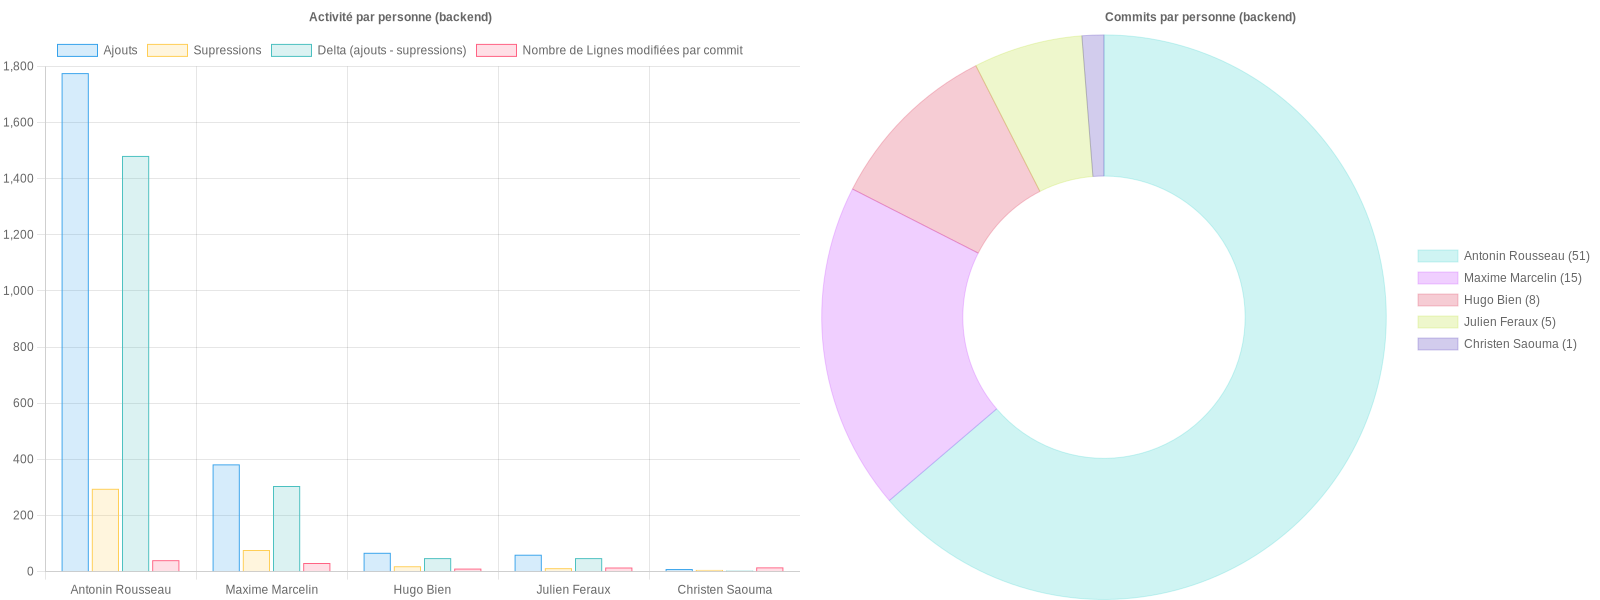 Activité par personne (backend)
Ajouts
Supressions
Delta (ajouts - supressions)
Nombre de Lignes modifiées par commit
1,800
1,600
1,400
1,200
1,000
800
600
400
200
0
Antonin Rousseau
Maxime Marcelin
Hugo Bien
Julien Feraux
Christen Saouma
Commits par personne (backend)
Antonin Rousseau (51)
Maxime Marcelin (15)
Hugo Bien (8)
Julien Feraux (5)
Christen Saouma (1)